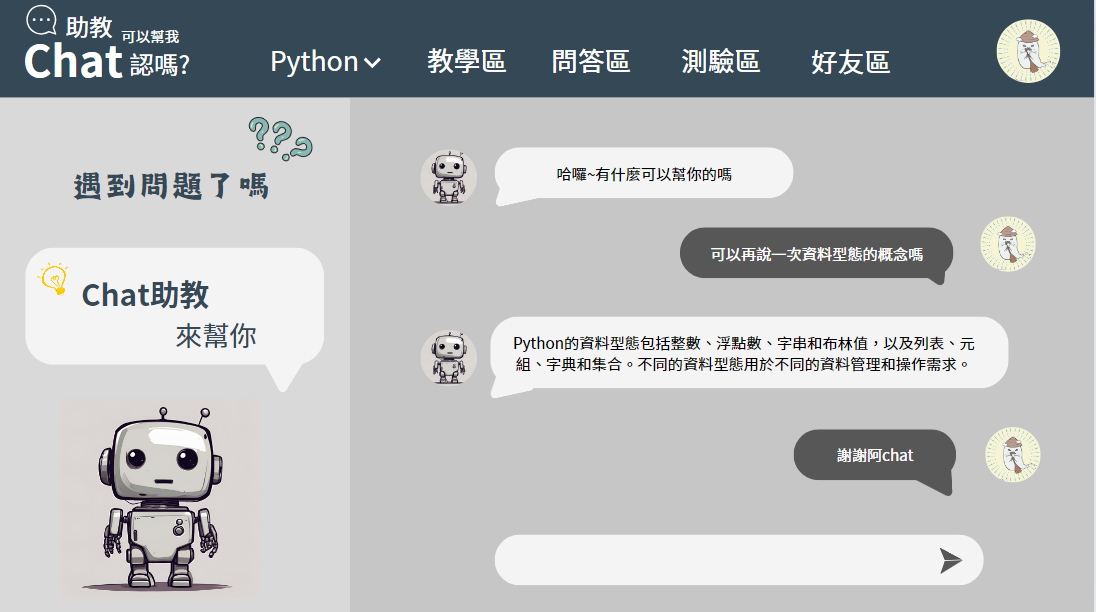 助教 可以幫我
Chat 認嗎?
Python 教學區 問答區 測驗區 好友區
???
遇到問題了嗎
Chat助教
來幫你
哈囉~有什麼可以幫你的嗎
可以再說一次資料型態的概念嗎
Python的資料型態包括整數、浮點數、字串和布林值，以及列表、元
組、字典和集合。不同的資料型態用於不同的資料管理和操作需求。
謝謝阿chat